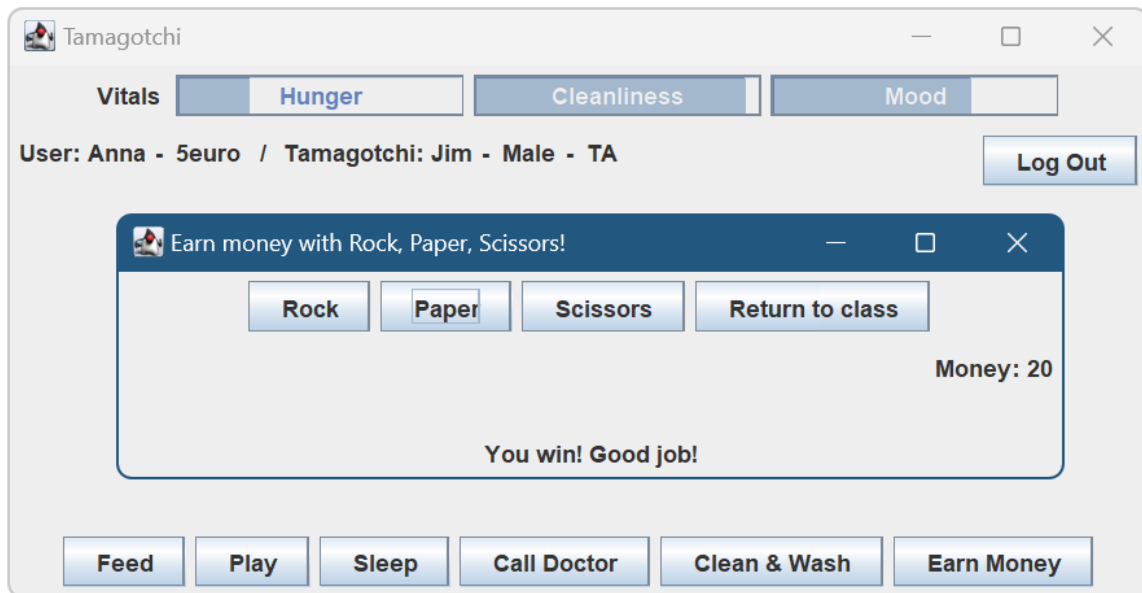 Tamagotchi
Vitals Hunger Cleanliness Mood
User: Anna - 5euro / Tamagotchi: Jim - Male - TA
Log Out
Earn money with Rock, Paper, Scissors!
Rock Paper Scissors Return to class
Money: 20
You win! Good job!
Feed Play Sleep Call Doctor Clean & Wash Earn Money